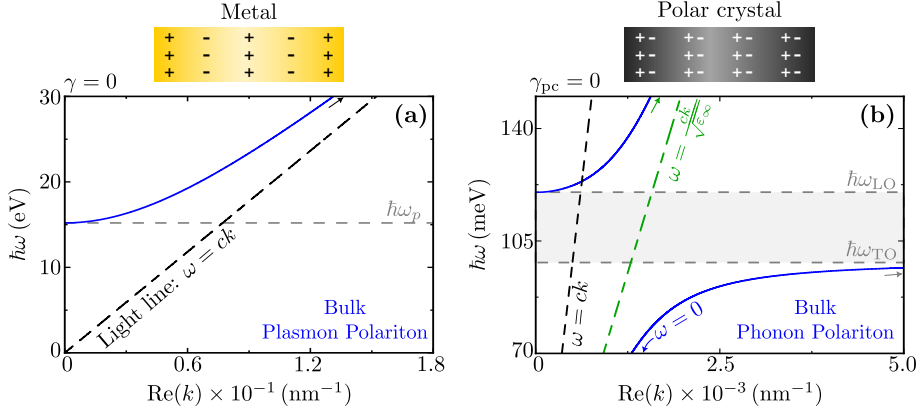 Metal
+ - + - +
+ - + - +
+ - + - +
γ = 0
(a)
30
20
10
0
ħω (eV)
ħω_p
Light line: ω = ck
Bulk
Plasmon Polariton
0 0.6 1.2 1.8
Re(k) × 10⁻¹ (nm⁻¹)
Polar crystal
+- +- +- +-
+- +- +- +-
+- +- +- +-
γ_pc = 0
(b)
140
105
70
ħω (meV)
ω = ck/√ε_∞
ħω_LO
ħω_TO
ω = ck
ω = 0
Bulk
Phonon Polariton
0 2.5 5.0
Re(k) × 10⁻³ (nm⁻¹)